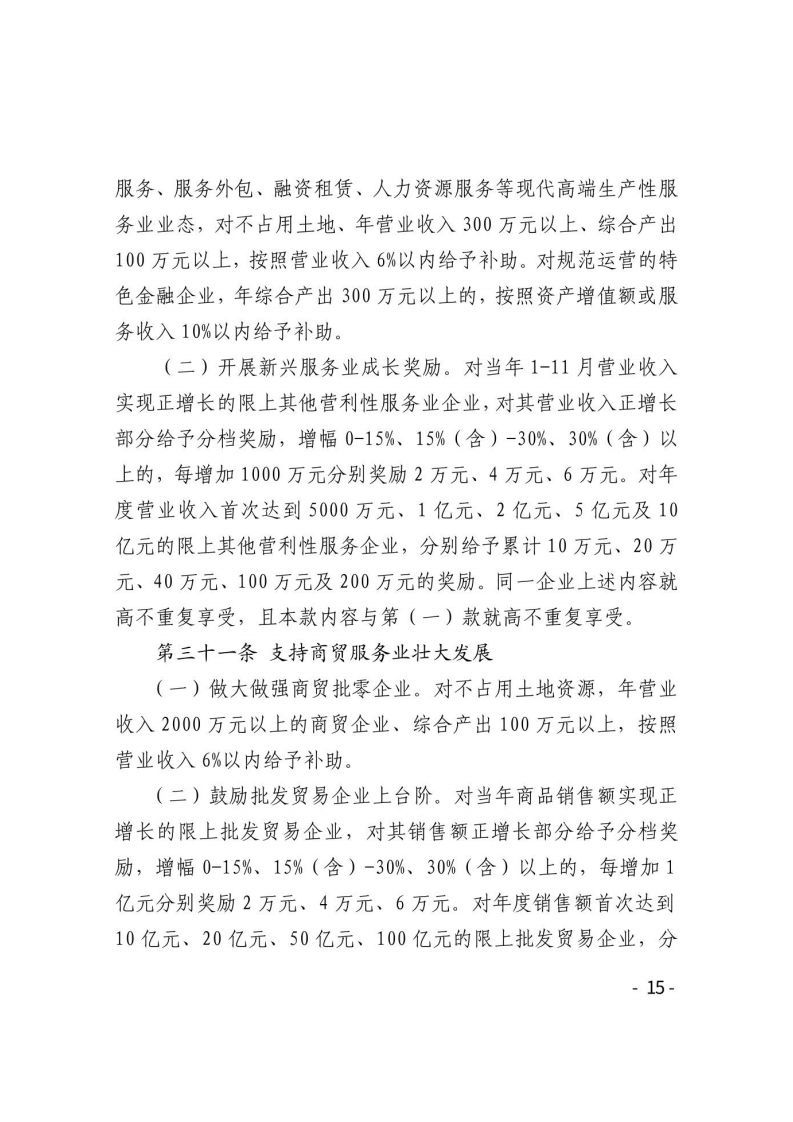 服务、服务外包、融资租赁、人力资源服务等现代高端生产性服
务业业态，对不占用土地、年营业收入 300 万元以上、综合产出
100 万元以上，按照营业收入 6%以内给予补助。对规范运营的特
色金融企业，年综合产出 300 万元以上的，按照资产增值额或服
务收入 10%以内给予补助。
（二）开展新兴服务业成长奖励。对当年 1-11 月营业收入
实现正增长的限上其他营利性服务业企业，对其营业收入正增长
部分给予分档奖励，增幅 0-15%、15%（含）-30%、30%（含）以
上的，每增加 1000 万元分别奖励 2 万元、4 万元、6 万元。对年
度营业收入首次达到 5000 万元、1 亿元、2 亿元、5 亿元及 10
亿元的限上其他营利性服务企业，分别给予累计 10 万元、20 万
元、40 万元、100 万元及 200 万元的奖励。同一企业上述内容就
高不重复享受，且本款内容与第（一）款就高不重复享受。
第三十一条 支持商贸服务业壮大发展
（一）做大做强商贸批零企业。对不占用土地资源，年营业
收入 2000 万元以上的商贸企业、综合产出 100 万元以上，按照
营业收入 6%以内给予补助。
（二）鼓励批发贸易企业上台阶。对当年商品销售额实现正
增长的限上批发贸易企业，对其销售额正增长部分给予分档奖
励，增幅 0-15%、15%（含）-30%、30%（含）以上的，每增加 1
亿元分别奖励 2 万元、4 万元、6 万元。对年度销售额首次达到
10 亿元、20 亿元、50 亿元、100 亿元的限上批发贸易企业，分
- 15 -